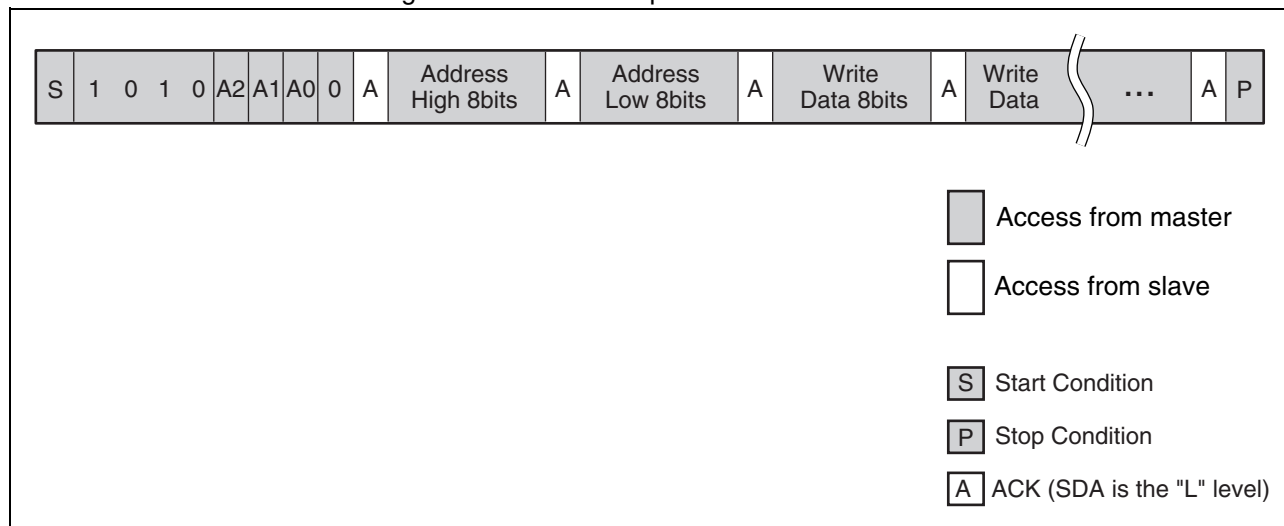 S 1 0 1 0 A2 A1 A0 0 A Address High 8bits A Address Low 8bits A Write Data 8bits A Write Data ... A P
Access from master
Access from slave
S Start Condition
P Stop Condition
A ACK (SDA is the "L" level)